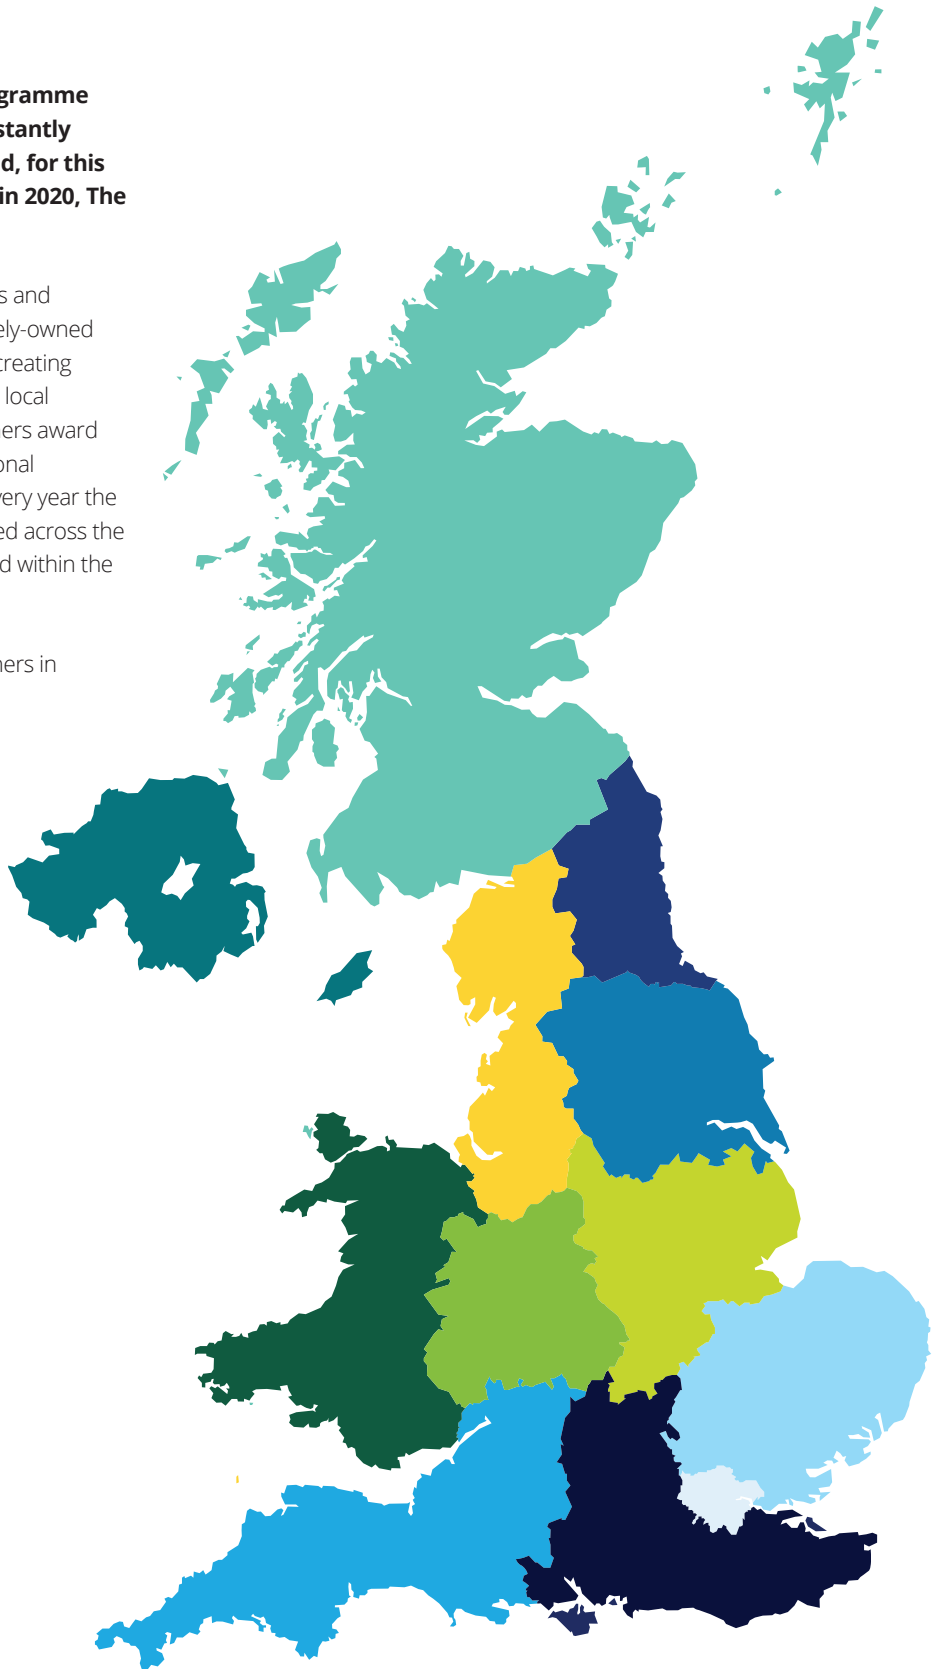 gramme
stantly
d, for this
in 2020, The
s and
ely-owned
creating
local
ers award
onal
very year the
ed across the
d within the
ners in